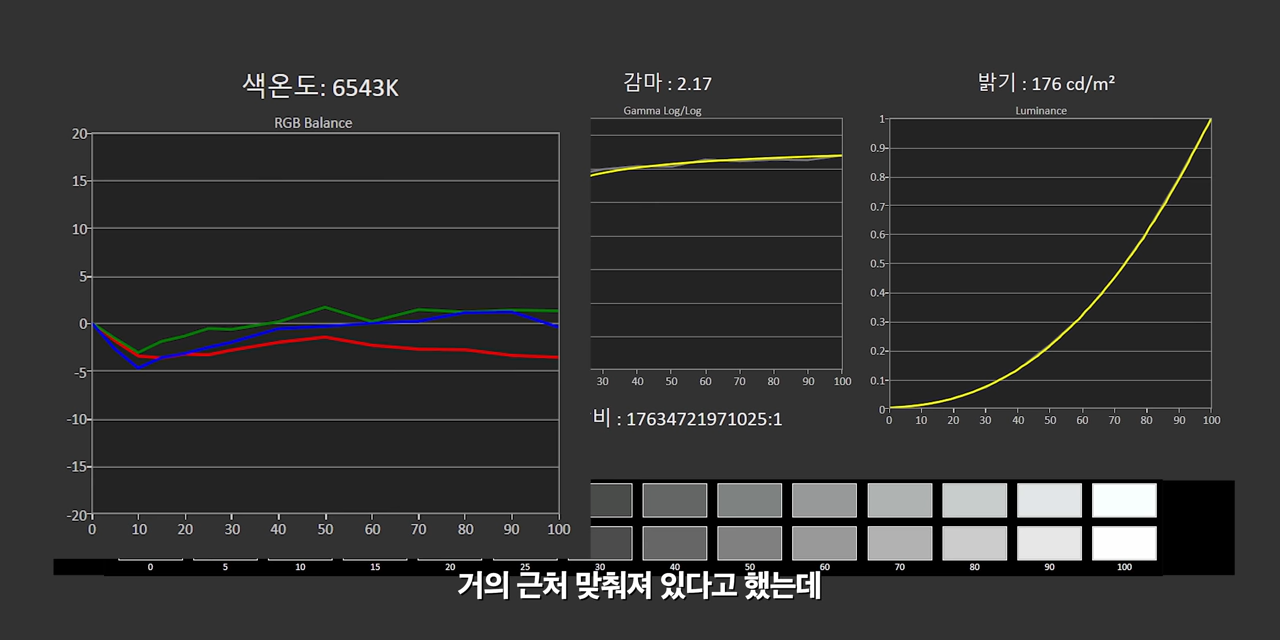 색온도: 6543K
RGB Balance
20
15
10
5
0
-5
-10
-15
-20
0 10 20 30 40 50 60 70 80 90 100
감마 : 2.17
Gamma Log/Log
30 40 50 60 70 80 90 100
비 : 17634721971025:1
밝기 : 176 cd/m²
Luminance
1
0.9
0.8
0.7
0.6
0.5
0.4
0.3
0.2
0.1
0
0 10 20 30 40 50 60 70 80 90 100
0 5 10 15 20 25 30 40 50 60 70 80 90 100
거의 근처 맞춰져 있다고 했는데